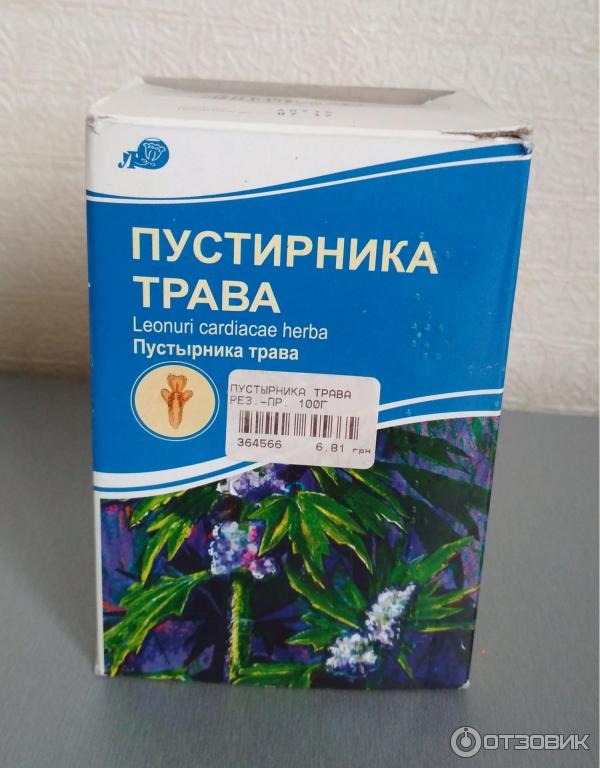 ПУСТИРНИКА
ТРАВА
Leonuri cardiacae herba
Пустырника трава
ПУСТЫРНИКА ТРАВА
РЕЗ.-ПР. 100Г
364566 6.81 грн
ОТЗОВИК